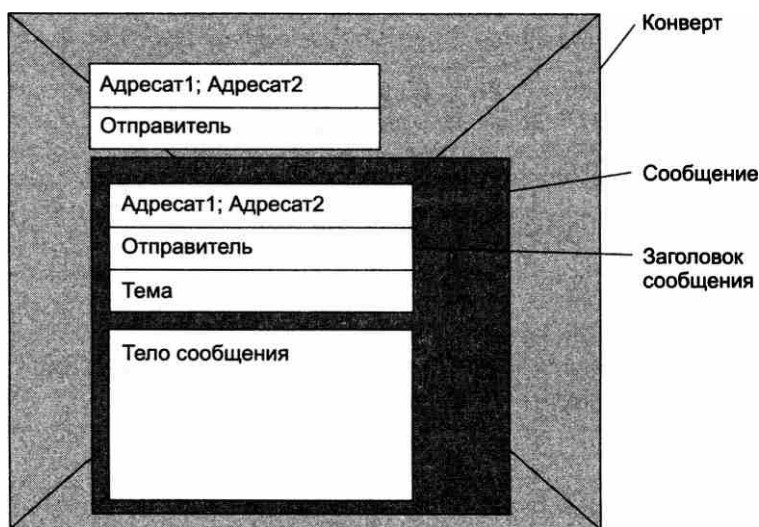 Конверт
Адресат1; Адресат2
Отправитель
Сообщение
Адресат1; Адресат2
Отправитель
Заголовок
сообщения
Тема
Тело сообщения